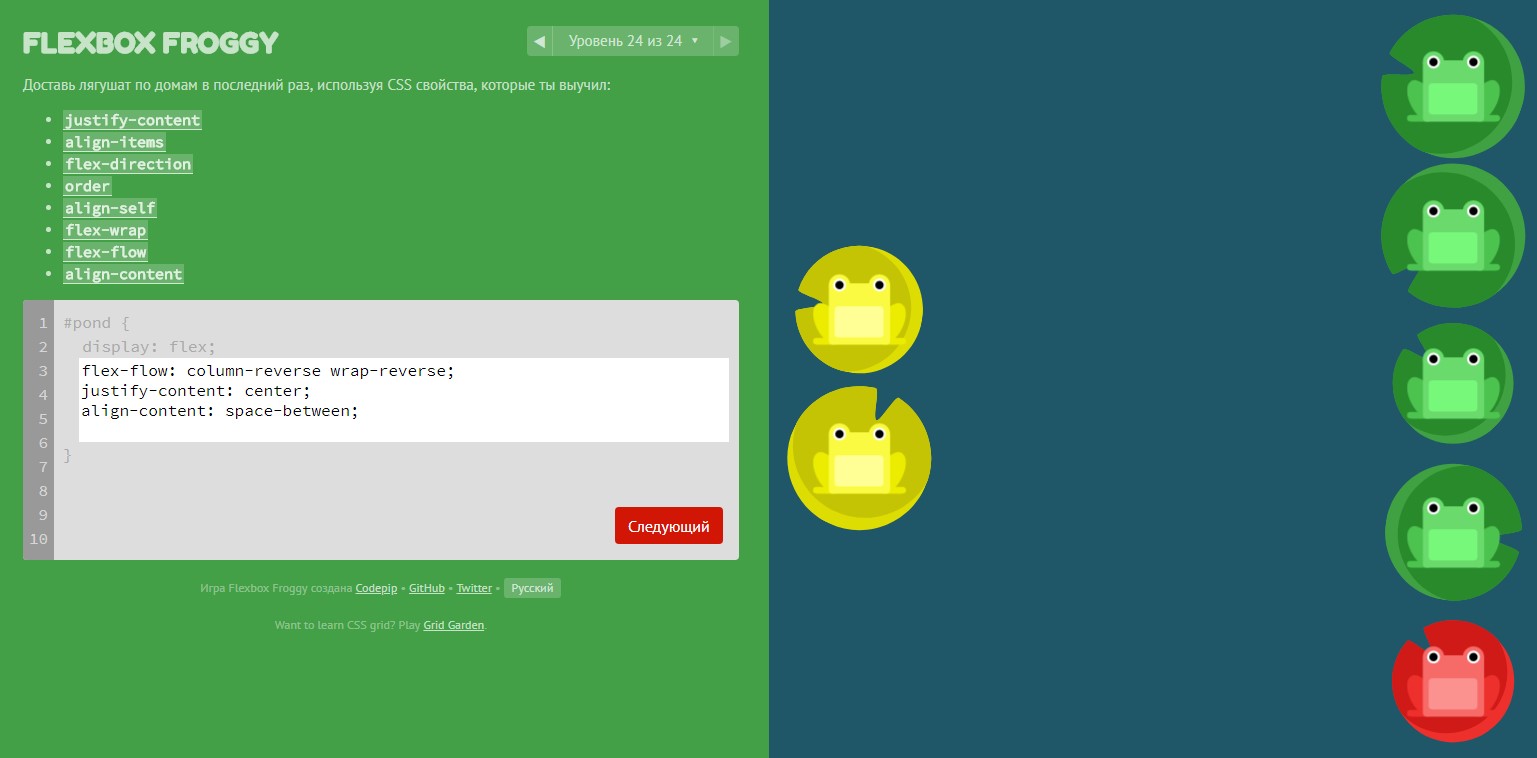 FLEXBOX FROGGY
◀ Уровень 24 из 24 ▼ ▶
Доставь лягушат по домам в последний раз, используя CSS свойства, которые ты выучил:
• justify-content
• align-items
• flex-direction
• order
• align-self
• flex-wrap
• flex-flow
• align-content
1 #pond {
2 display: flex;
3 flex-flow: column-reverse wrap-reverse;
4 justify-content: center;
5 align-content: space-between;
6
7 }
8
9
10
Следующий
Игра Flexbox Froggy создана Codepip • GitHub • Twitter • Русский
Want to learn CSS grid? Play Grid Garden.